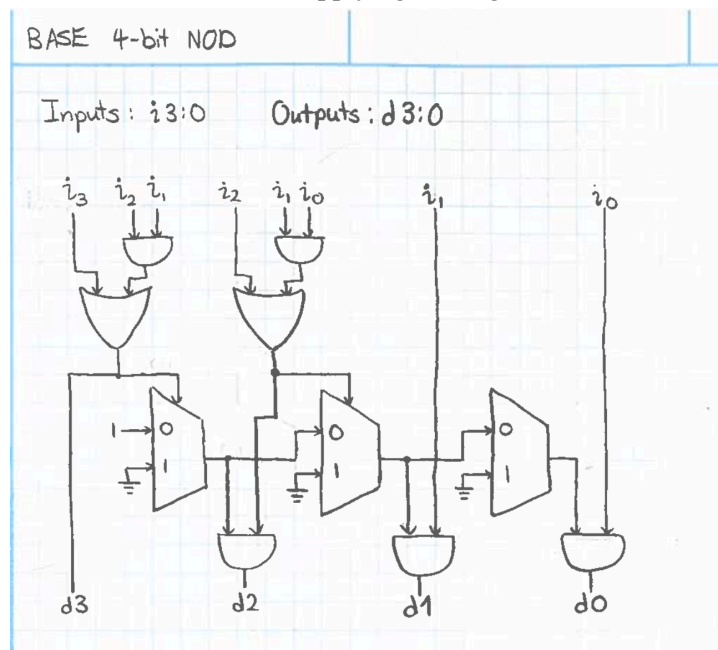 BASE 4-bit NOD
Inputs: i3:0 Outputs: d3:0
i3 i2 i1 i2 i1 i0 i1 i0
1 0 0 0
1 1 1
d3 d2 d1 d0